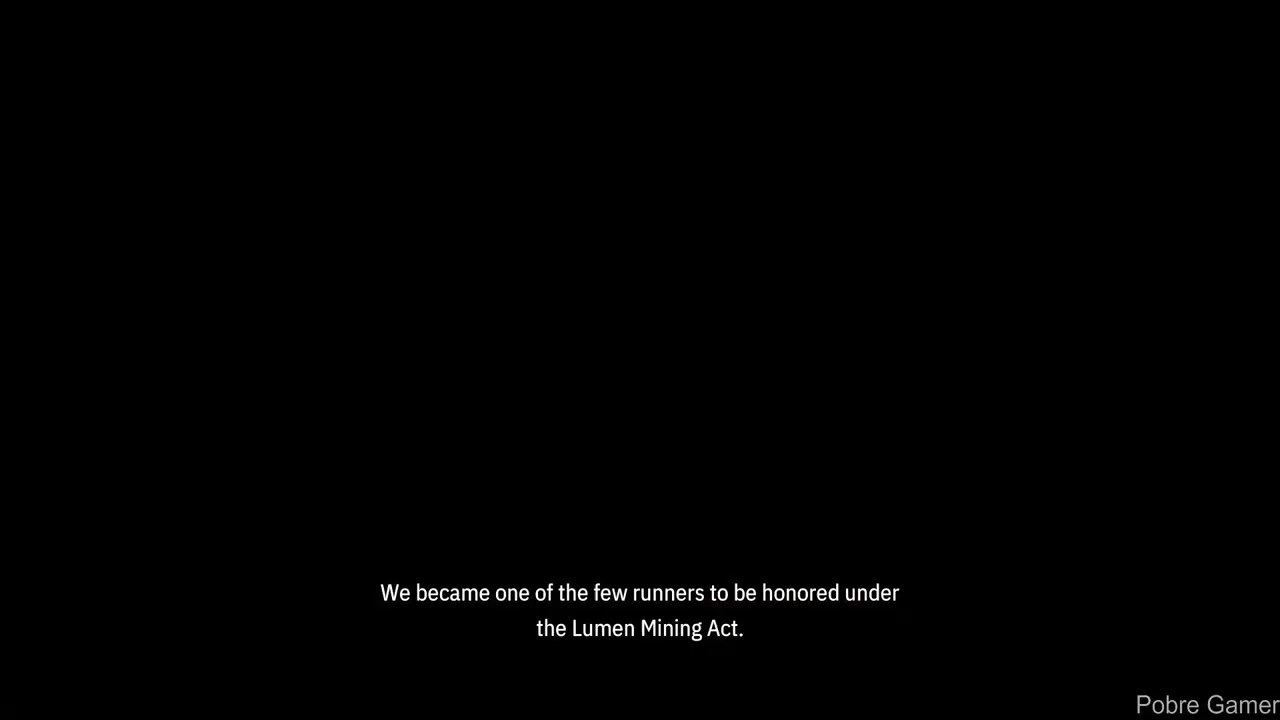 We became one of the few runners to be honored under
the Lumen Mining Act.
Pobre Gamer